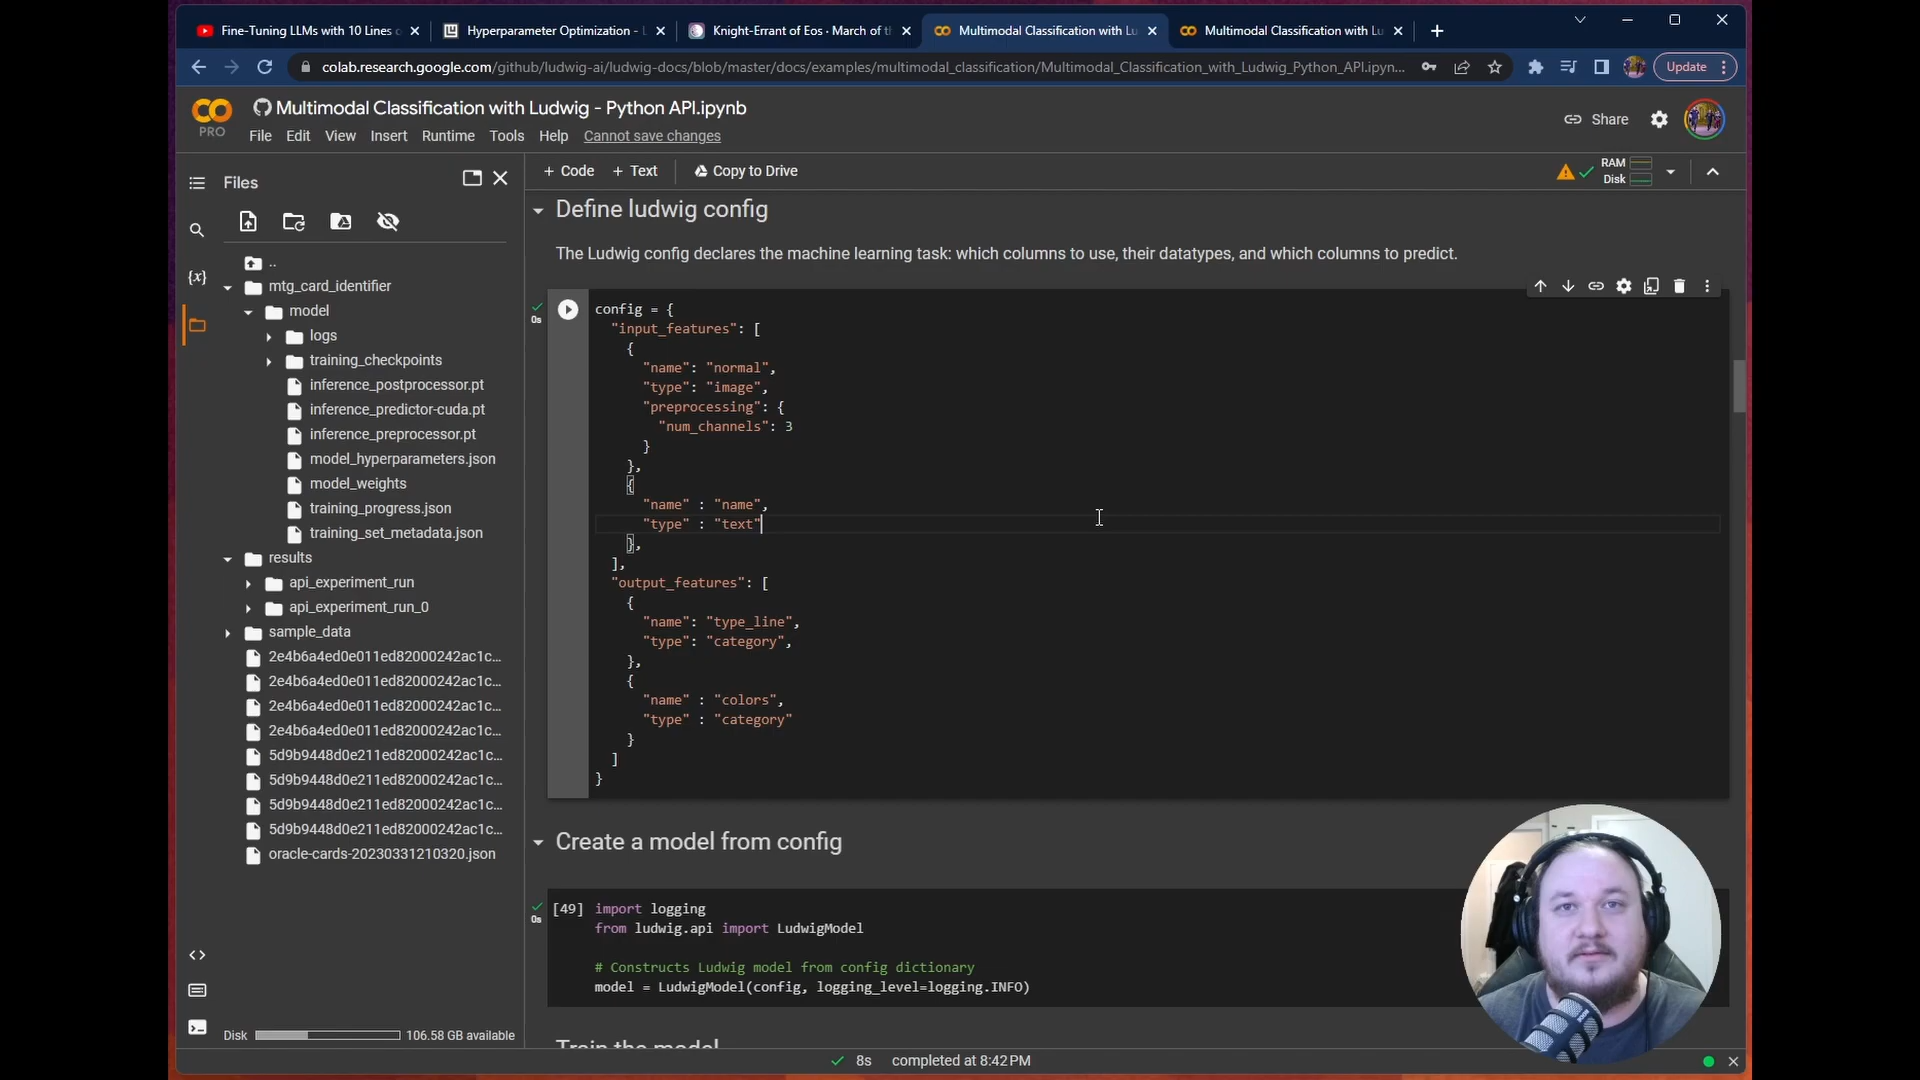 Fine-Tuning LLMs with 10 Lines o
Hyperparameter Optimization - L
Knight-Errant of Eos · March of th
Multimodal Classification with Lu
Multimodal Classification with Lu
colab.research.google.com/github/ludwig-ai/ludwig-docs/blob/master/docs/examples/multimodal_classification/Multimodal_Classification_with_Ludwig_Python_API.ipyn...
Update
PRO
Multimodal Classification with Ludwig - Python API.ipynb
File Edit View Insert Runtime Tools Help Cannot save changes
Share
Files
+ Code + Text Copy to Drive
RAM
Disk
..
mtg_card_identifier
model
logs
training_checkpoints
inference_postprocessor.pt
inference_predictor-cuda.pt
inference_preprocessor.pt
model_hyperparameters.json
model_weights
training_progress.json
training_set_metadata.json
results
api_experiment_run
api_experiment_run_0
sample_data
2e4b6a4ed0e011ed82000242ac1c...
2e4b6a4ed0e011ed82000242ac1c...
2e4b6a4ed0e011ed82000242ac1c...
2e4b6a4ed0e011ed82000242ac1c...
5d9b9448d0e211ed82000242ac1c...
5d9b9448d0e211ed82000242ac1c...
5d9b9448d0e211ed82000242ac1c...
5d9b9448d0e211ed82000242ac1c...
oracle-cards-20230331210320.json
Disk 106.58 GB available
{x}
Define ludwig config
The Ludwig config declares the machine learning task: which columns to use, their datatypes, and which columns to predict.
0s
config = {
"input_features": [
{
"name": "normal",
"type": "image",
"preprocessing": {
"num_channels": 3
}
},
{
"name" : "name",
"type" : "text"
},
],
"output_features": [
{
"name": "type_line",
"type": "category",
},
{
"name" : "colors",
"type" : "category"
}
]
}
Create a model from config
0s
[49] import logging
from ludwig.api import LudwigModel
# Constructs Ludwig model from config dictionary
model = LudwigModel(config, logging_level=logging.INFO)
Train the model
8s completed at 8:42 PM